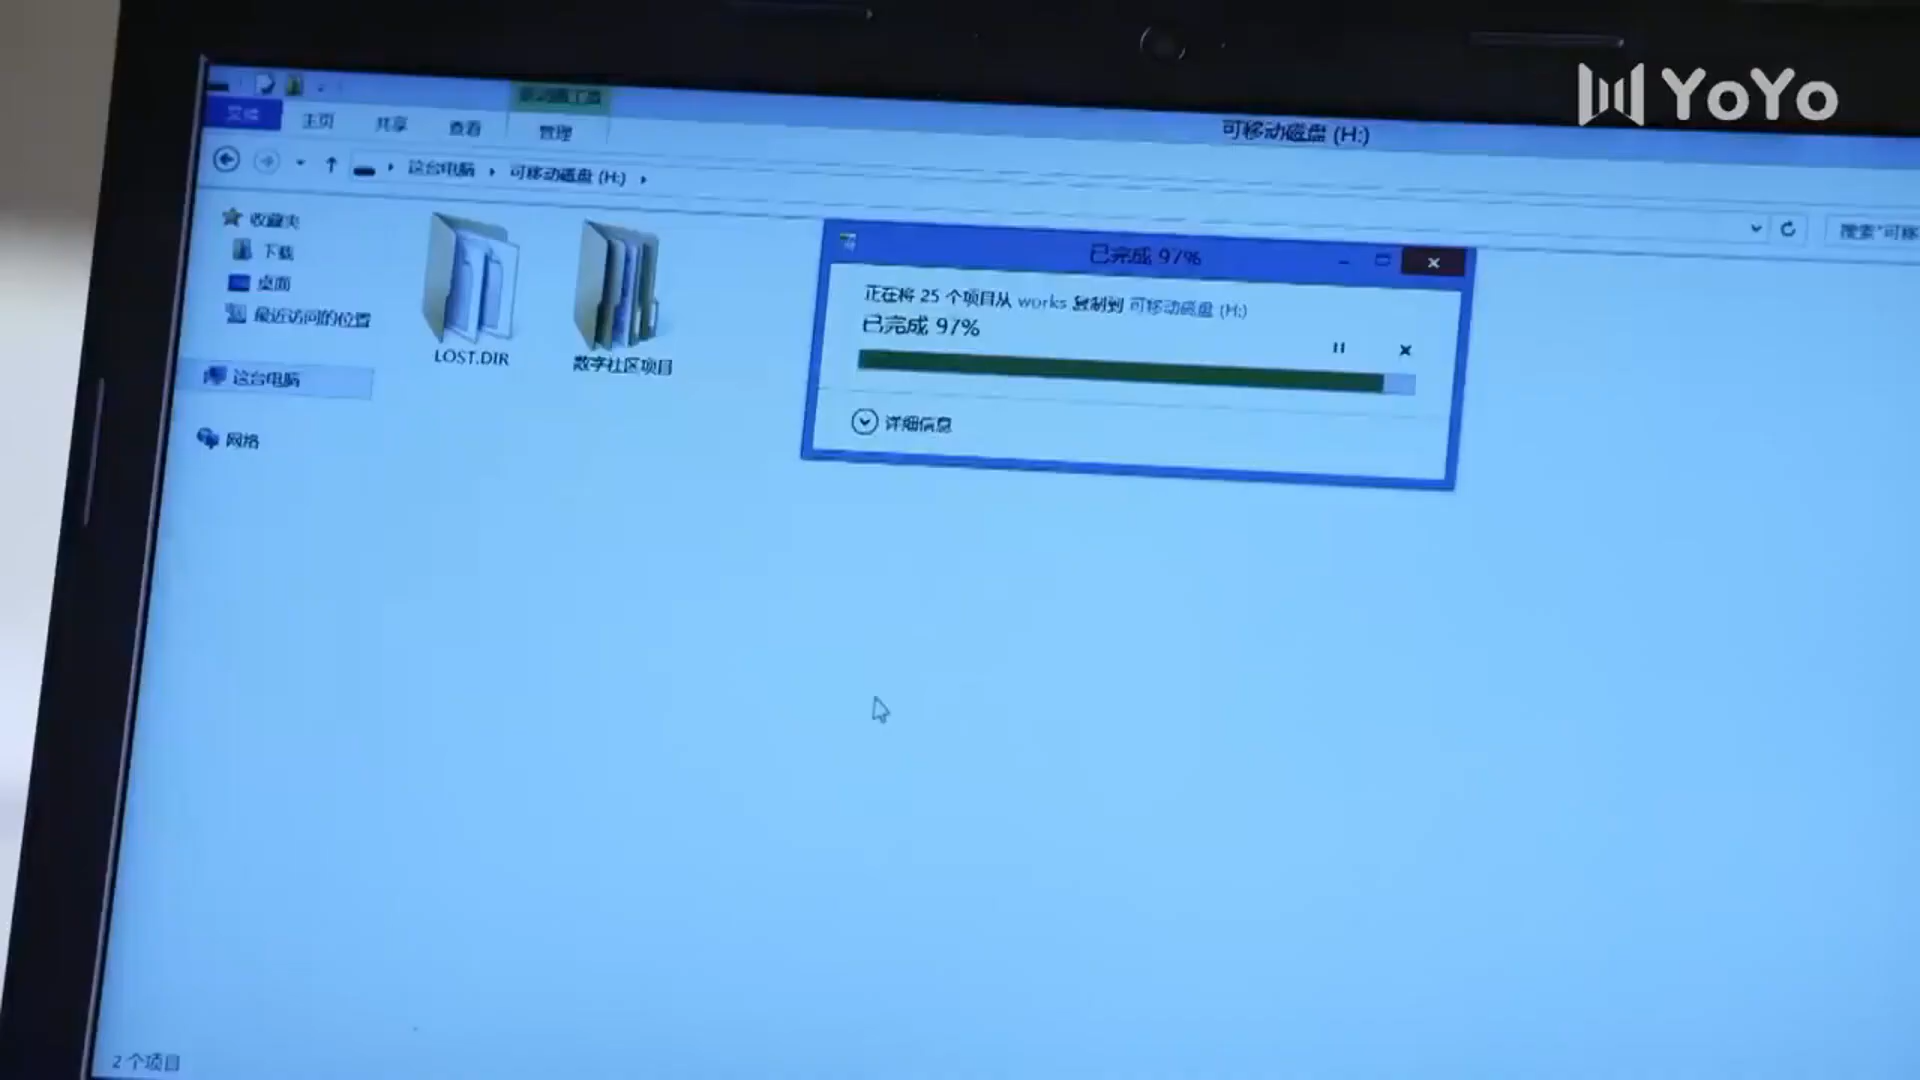 YoYo
文件 主页 共享 查看 管理
可移动磁盘 (H:)
这台电脑 可移动磁盘 (H:)
搜索"可移
收藏夹
下载
桌面
最近访问的位置
这台电脑
网络
LOST.DIR
数字社区项目
已完成 97%
正在将 25 个项目从 works 复制到 可移动磁盘 (H:)
已完成 97%
详细信息
2 个项目